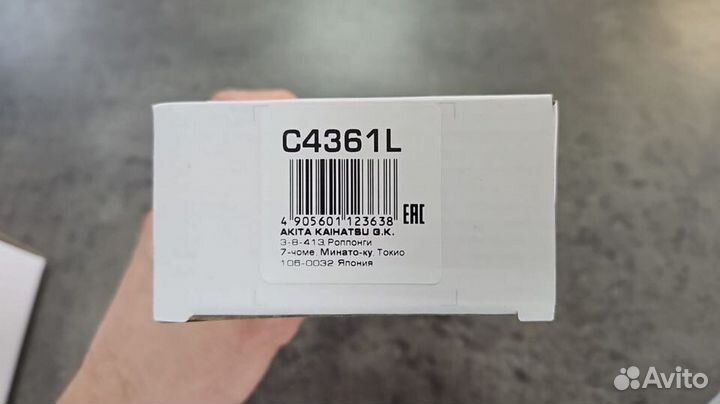 C4361L
4 905601 123638
EAC
AKITA KAIHATSU G.K.
3-8-413, Роппонги
7-чоме, Минато-ку, Токио
106-0032 Япония
Avito